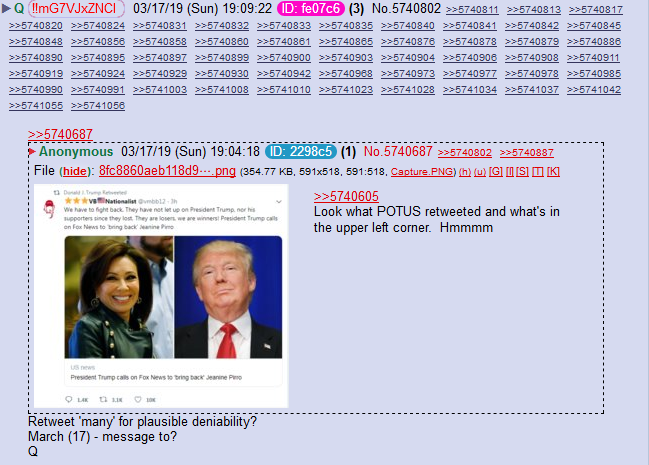 Q !!mG7VJxZNCI 03/17/19 (Sun) 19:09:22 ID: fe07c6 (3) No.5740802 >>5740811 >>5740813 >>5740817
>>5740820 >>5740824 >>5740831 >>5740832 >>5740833 >>5740835 >>5740840 >>5740841 >>5740842 >>5740845
>>5740848 >>5740856 >>5740858 >>5740860 >>5740861 >>5740865 >>5740876 >>5740878 >>5740879 >>5740886
>>5740890 >>5740895 >>5740897 >>5740899 >>5740900 >>5740903 >>5740904 >>5740906 >>5740908 >>5740911
>>5740919 >>5740924 >>5740929 >>5740930 >>5740942 >>5740968 >>5740973 >>5740977 >>5740978 >>5740985
>>5740990 >>5740991 >>5741003 >>5741008 >>5741010 >>5741023 >>5741028 >>5741034 >>5741037 >>5741042
>>5741055 >>5741056
>>5740687
Anonymous 03/17/19 (Sun) 19:04:18 ID: 2298c5 (1) No.5740687 >>5740802 >>5740887
File (hide): 8fc8860aeb118d9⋯.png (354.77 KB, 591x518, 591:518, Capture.PNG) (h) (u) [G] [I][S] [T] [K]
Donald J. Trump Retweeted
VB Nationalist @vmbb12 · 3h
We have to fight back. They have not let up on President Trump, nor his
supporters since they lost. They are losers, we are winners! President Trump calls
on Fox News to 'bring back' Jeanine Pirro
US news
President Trump calls on Fox News to 'bring back' Jeanine Pirro
1.4K 3.1K 10K
>>5740605
Look what POTUS retweeted and what's in
the upper left corner. Hmmmm
Retweet 'many' for plausible deniability?
March (17) - message to?
Q